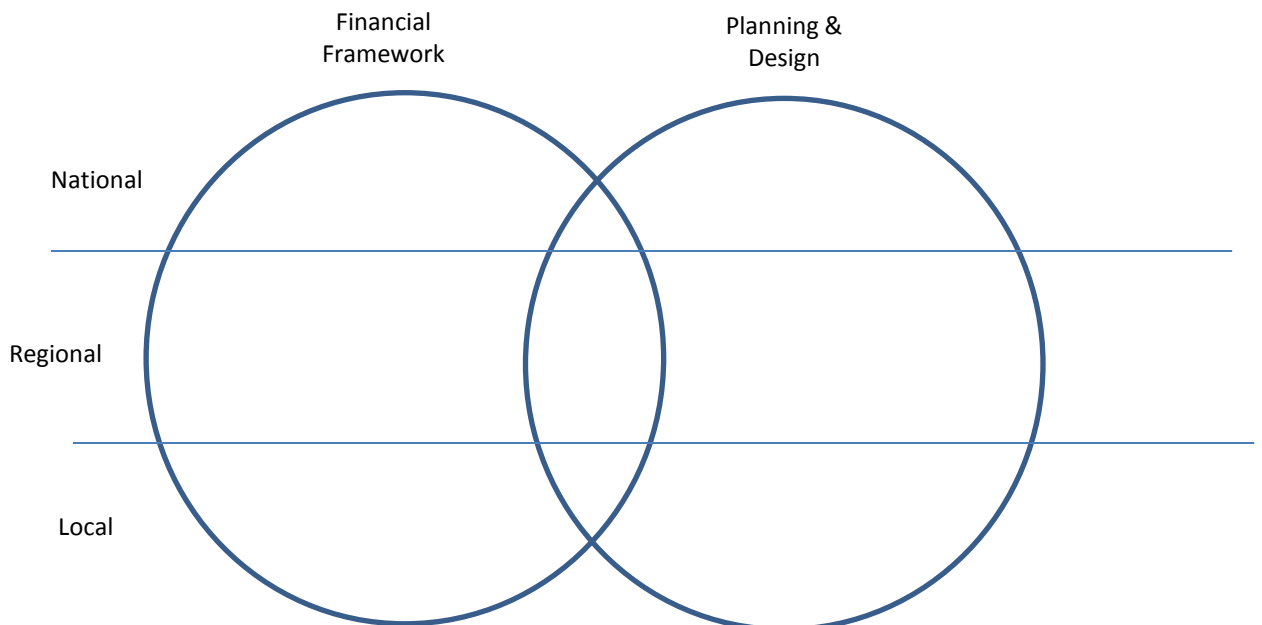 Financial
Framework
Planning &
Design
National
Regional
Local